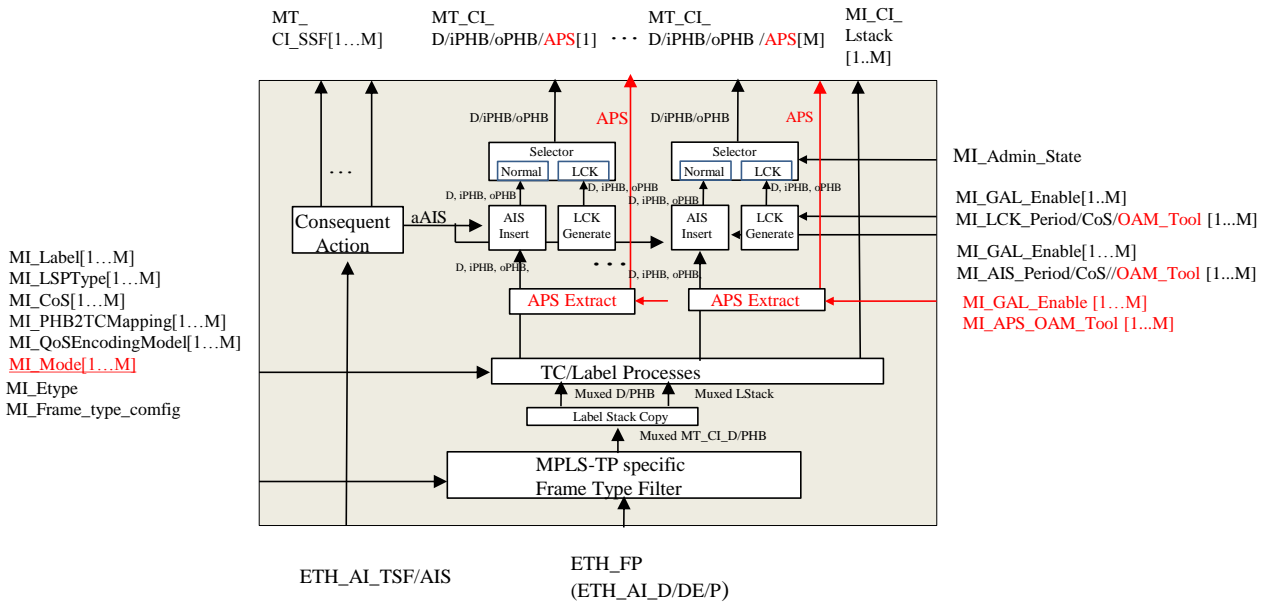 MT_
CI_SSF[1…M]
MT_CI_
D/iPHB/oPHB/APS[1]
...
MT_CI_
D/iPHB/oPHB /APS[M]
MI_CI_
Lstack
[1..M]
D/iPHB/oPHB
APS
D/iPHB/oPHB
APS
Selector
Normal
LCK
Selector
Normal
LCK
MI_Admin_State
...
D, iPHB, oPHB
D, iPHB, oPHB
D, iPHB, oPHB
D, iPHB, oPHB
Consequent
Action
aAIS
AIS
Insert
LCK
Generate
AIS
Insert
LCK
Generate
MI_GAL_Enable[1..M]
MI_LCK_Period/CoS/OAM_Tool [1...M]
MI_GAL_Enable[1…M]
MI_AIS_Period/CoS//OAM_Tool [1...M]
D, iPHB, oPHB,
...
D, iPHB, oPHB,
APS Extract
APS Extract
MI_GAL_Enable [1…M]
MI_APS_OAM_Tool [1...M]
MI_Label[1…M]
MI_LSPType[1…M]
MI_CoS[1…M]
MI_PHB2TCMapping[1…M]
MI_QoSEncodingModel[1…M]
MI_Mode[1…M]
MI_Etype
MI_Frame_type_comfig
TC/Label Processes
Muxed D/PHB
Muxed LStack
Label Stack Copy
Muxed MT_CI_D/PHB
MPLS-TP specific
Frame Type Filter
ETH_AI_TSF/AIS
ETH_FP
(ETH_AI_D/DE/P)